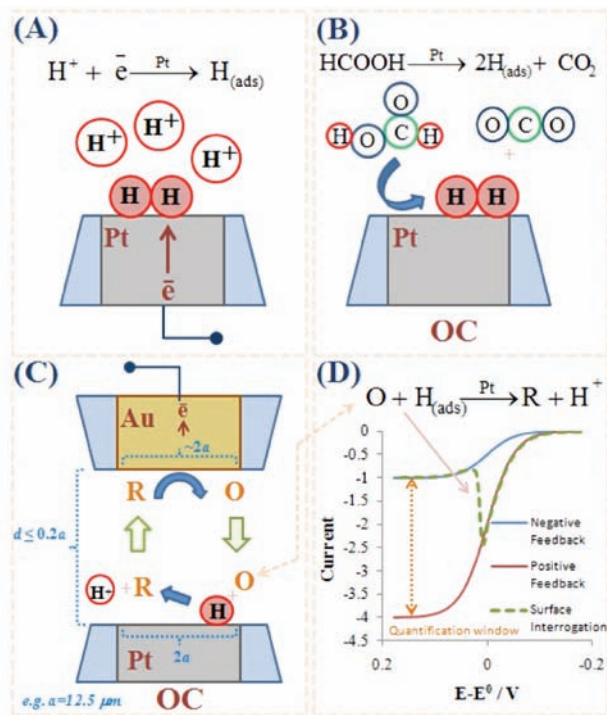 (A)
H⁺ + ē —Pt→ H(ads)
H⁺
H⁺
H⁺
H H
Pt
ē
(B)
HCOOH —Pt→ 2H(ads) + CO₂
O
H O C H
O C O
+
H H
Pt
OC
(C)
Au
ē
~2a
R O
d ≤ 0.2a
H+ + R
+ O
H
2a
Pt
e.g. a=12.5 μm
OC
(D)
O + H(ads) —Pt→ R + H⁺
0
-0.5
-1
-1.5
-2
-2.5
-3
-3.5
-4
-4.5
Current
Negative
Feedback
Positive
Feedback
Surface
Interrogation
Quantification window
0.2 0 -0.2
E-E⁰ / V